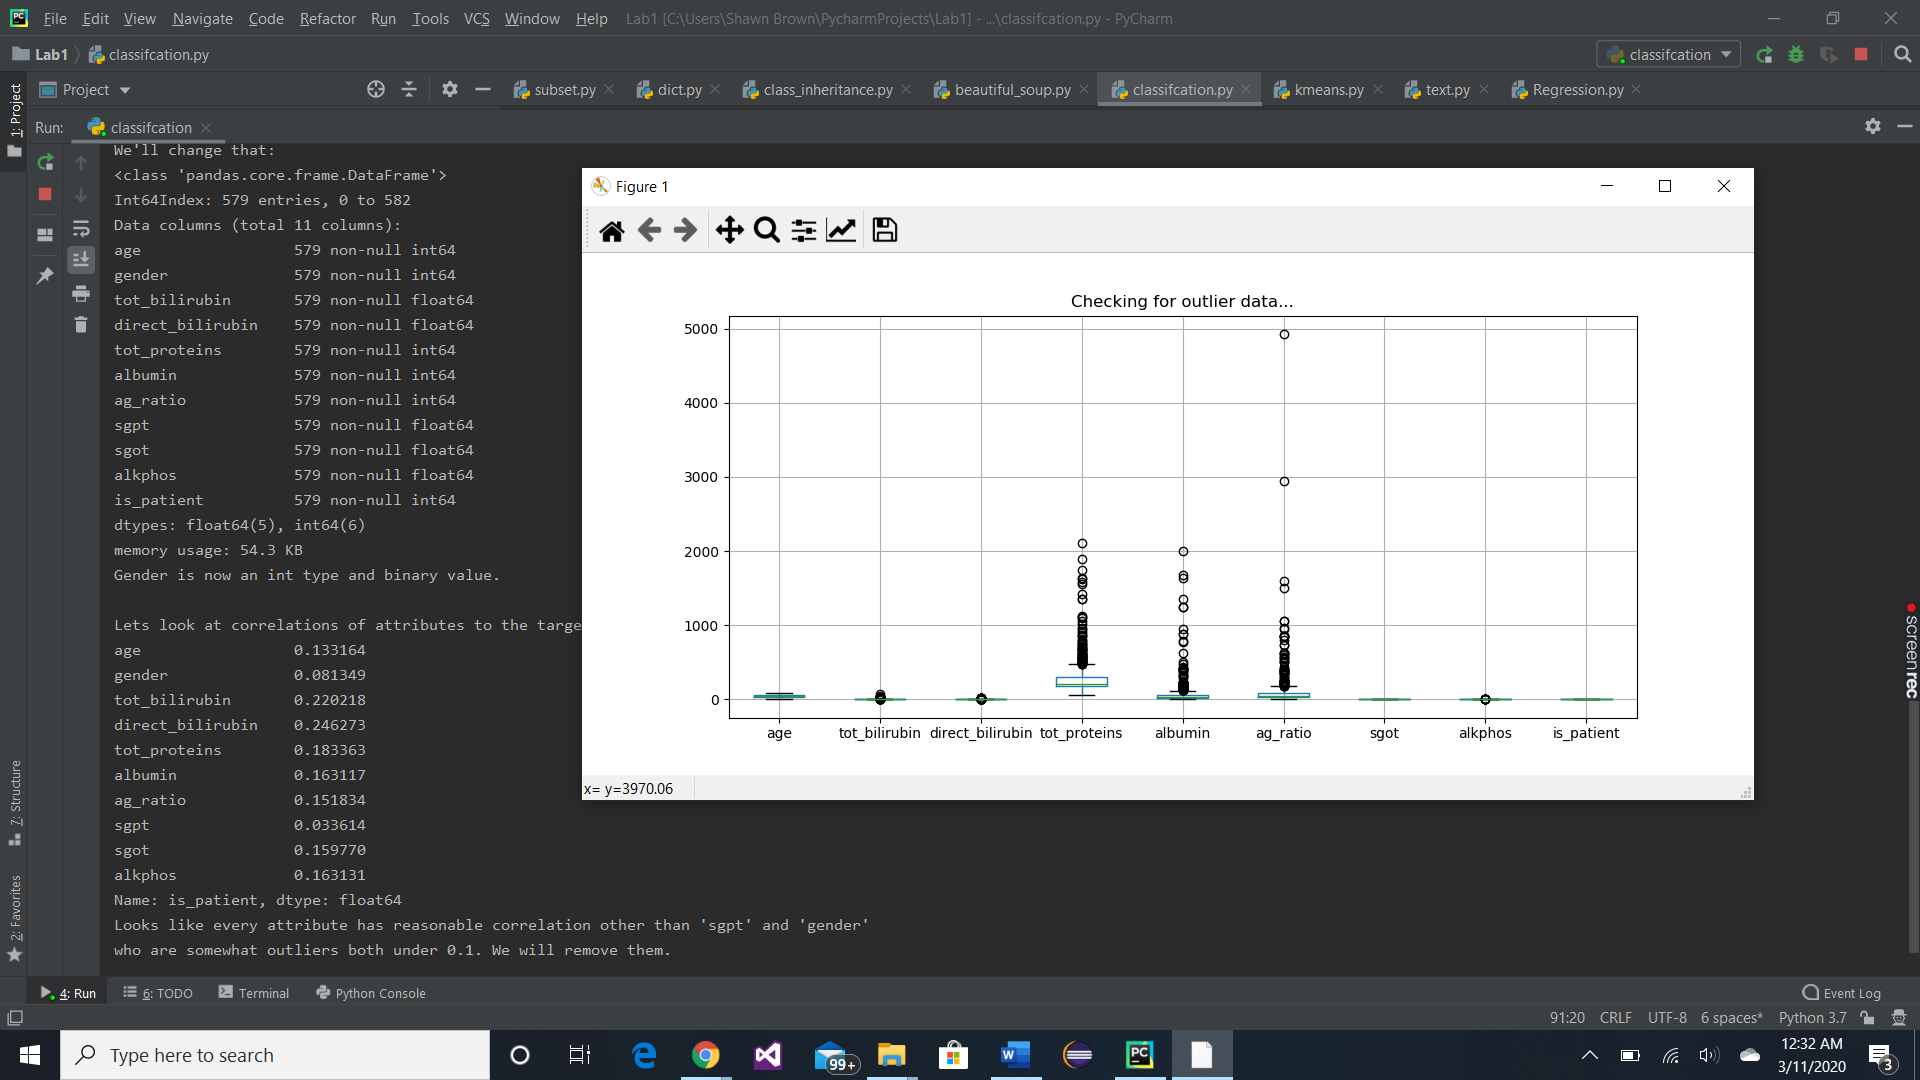 File Edit View Navigate Code Refactor Run Tools VCS Window Help Lab1 [C:\Users\Shawn Brown\PycharmProjects\Lab1] - ...\classifcation.py - PyCharm
Lab1 classifcation.py classifcation
1: Project
Project subset.py dict.py class_inheritance.py beautiful_soup.py classifcation.py kmeans.py text.py Regression.py
Run: classifcation
We'll change that:
<class 'pandas.core.frame.DataFrame'>
Int64Index: 579 entries, 0 to 582
Data columns (total 11 columns):
age 579 non-null int64
gender 579 non-null int64
tot_bilirubin 579 non-null float64
direct_bilirubin 579 non-null float64
tot_proteins 579 non-null int64
albumin 579 non-null int64
ag_ratio 579 non-null int64
sgpt 579 non-null float64
sgot 579 non-null float64
alkphos 579 non-null float64
is_patient 579 non-null int64
dtypes: float64(5), int64(6)
memory usage: 54.3 KB
Gender is now an int type and binary value.
Lets look at correlations of attributes to the targe
age 0.133164
gender 0.081349
tot_bilirubin 0.220218
direct_bilirubin 0.246273
tot_proteins 0.183363
albumin 0.163117
ag_ratio 0.151834
sgpt 0.033614
sgot 0.159770
alkphos 0.163131
Name: is_patient, dtype: float64
Looks like every attribute has reasonable correlation other than 'sgpt' and 'gender'
who are somewhat outliers both under 0.1. We will remove them.
Figure 1
Checking for outlier data...
5000
4000
3000
2000
1000
0
age tot_bilirubin direct_bilirubin tot_proteins albumin ag_ratio sgot alkphos is_patient
x= y=3970.06
screenrec
7: Structure
2: Favorites
4: Run 6: TODO Terminal Python Console Event Log
91:20 CRLF UTF-8 6 spaces* Python 3.7
Type here to search
99+
12:32 AM
3/11/2020
3